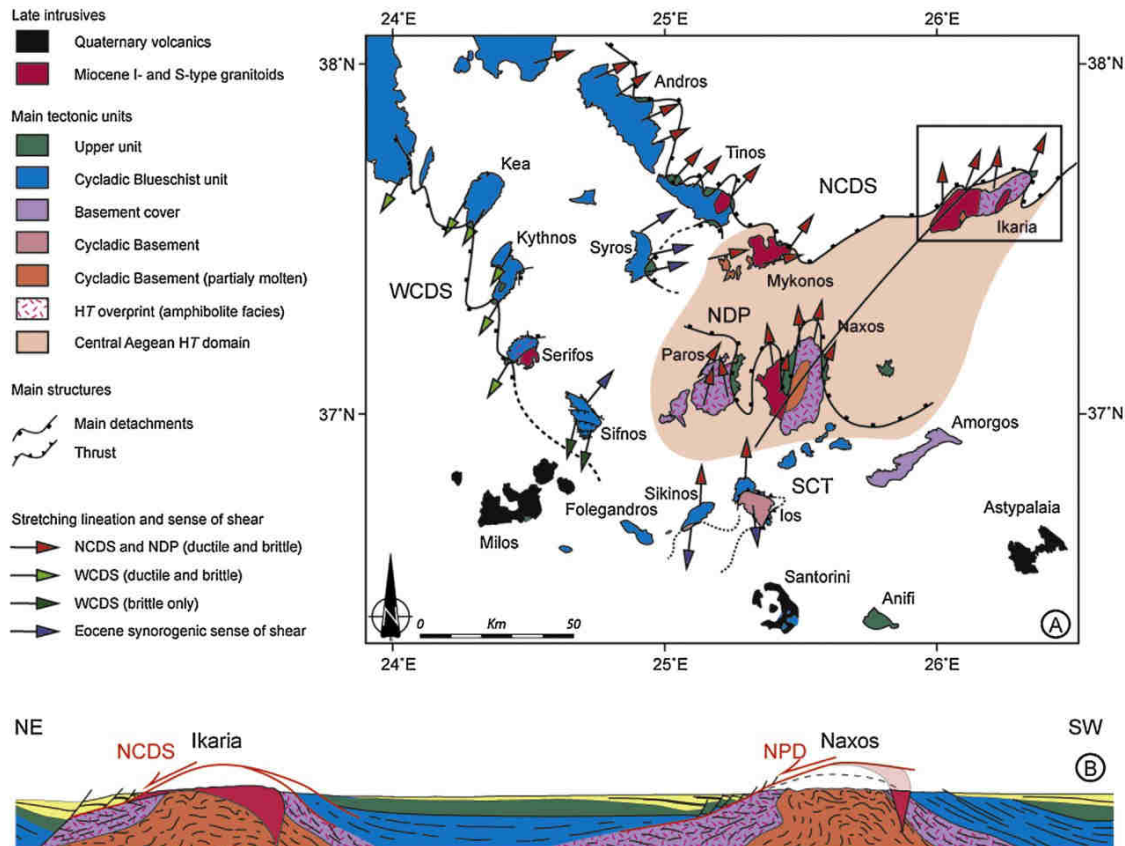 Late intrusives
Quaternary volcanics
Miocene I- and S-type granitoids
Main tectonic units
Upper unit
Cycladic Blueschist unit
Basement cover
Cycladic Basement
Cycladic Basement (partialy molten)
HT overprint (amphibolite facies)
Central Aegean HT domain
Main structures
Main detachments
Thrust
Stretching lineation and sense of shear
NCDS and NDP (ductile and brittle)
WCDS (ductile and brittle)
WCDS (brittle only)
Eocene synorogenic sense of shear
24°E
25°E
26°E
38°N
38°N
Andros
Tinos
Kea
NCDS
Ikaria
Kythnos
Syros
Mykonos
WCDS
NDP
Naxos
Serifos
Paros
37°N
37°N
Sifnos
Amorgos
SCT
Sikinos
Folegandros
Ios
Milos
Astypalaia
Santorini
Anifi
N
0 Km 50
A
24°E
25°E
26°E
NE
SW
NCDS
Ikaria
NPD
Naxos
B